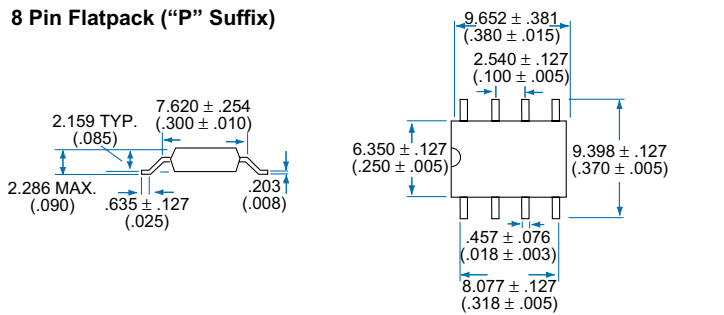 8 Pin Flatpack (“P” Suffix)
9.652 ± .381
(.380 ± .015)
2.540 ± .127
(.100 ± .005)
7.620 ± .254
(.300 ± .010)
2.159 TYP.
(.085)
6.350 ± .127
(.250 ± .005)
9.398 ± .127
(.370 ± .005)
2.286 MAX.
(.090)
.635 ± .127
(.025)
.203
(.008)
.457 ± .076
(.018 ± .003)
8.077 ± .127
(.318 ± .005)